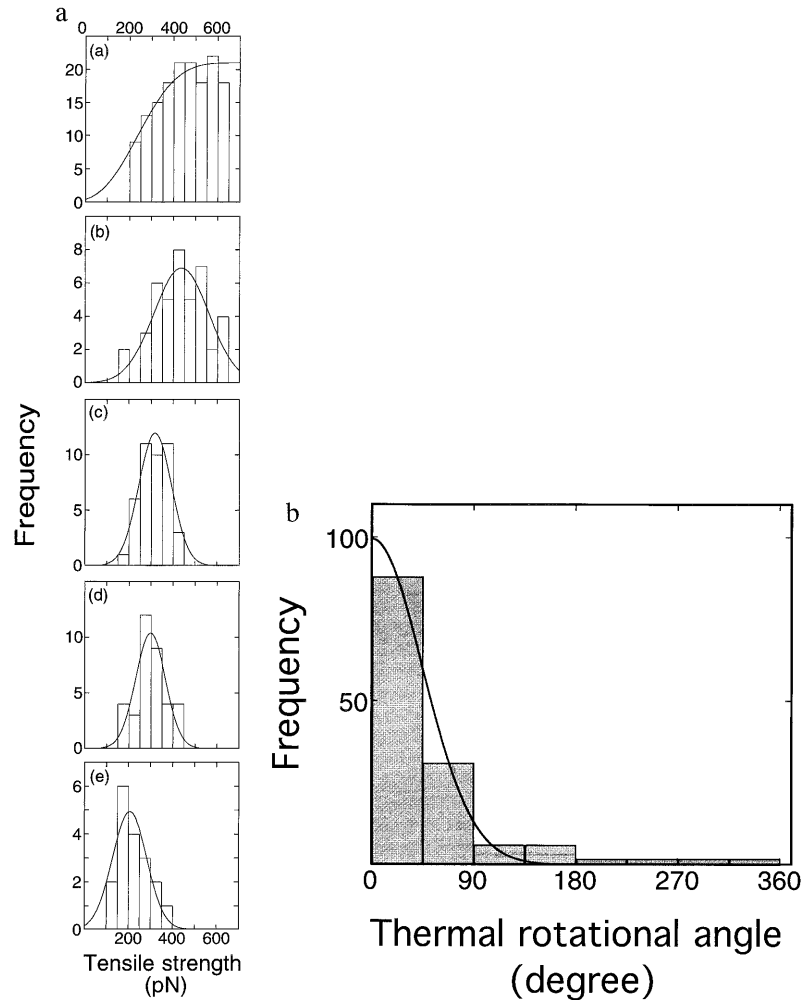 a
0 200 400 600
(a)
20
15
10
5
0
(b)
8
6
4
2
0
(c)
10
5
0
(d)
10
5
0
(e)
6
4
2
0
200 400 600
Tensile strength
(pN)
Frequency
b
100
50
0 90 180 270 360
Frequency
Thermal rotational angle
(degree)